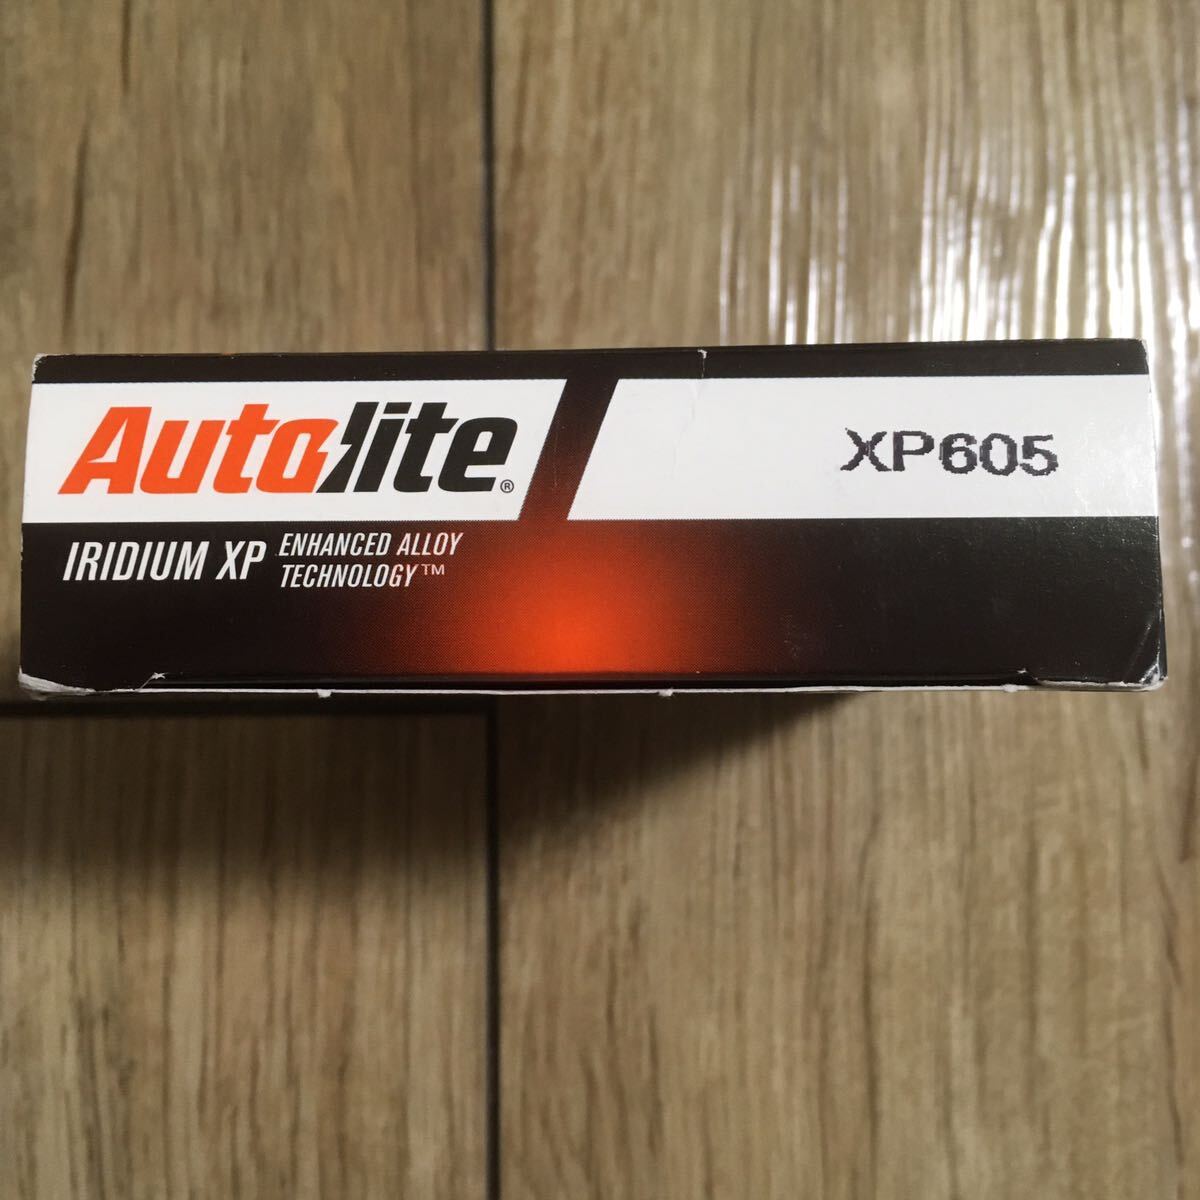 Autolite®
XP605
IRIDIUM XP
ENHANCED ALLOY
TECHNOLOGY™